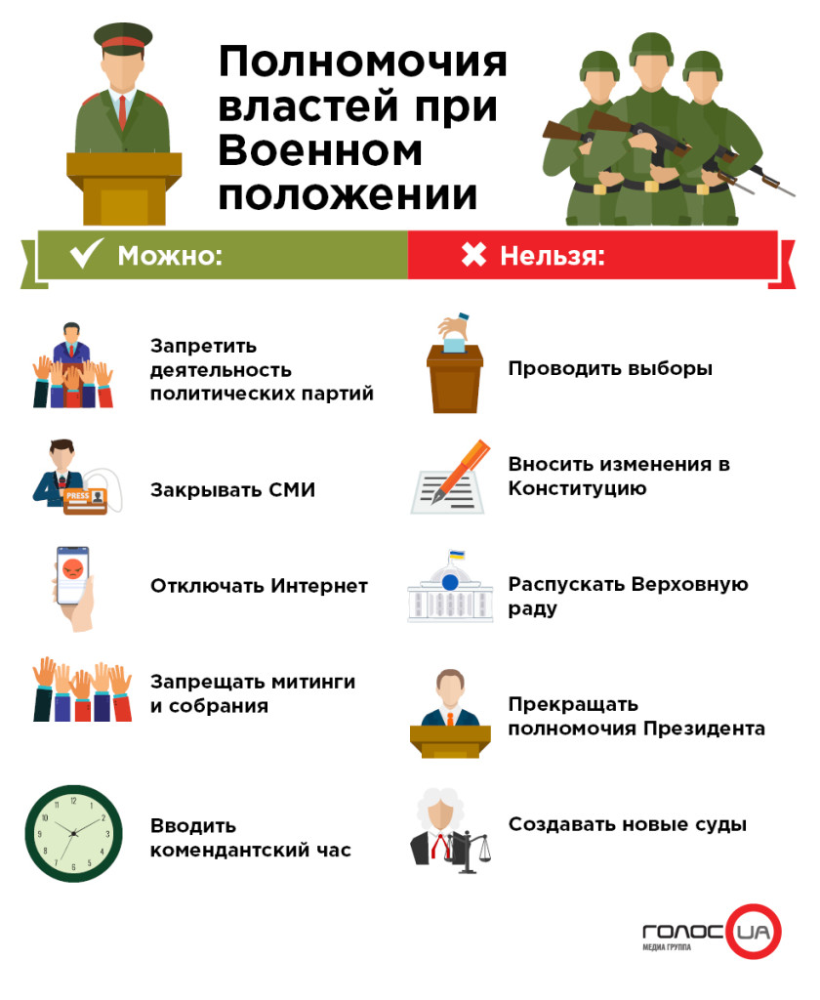 Полномочия
властей при
Военном
положении
Можно:
Нельзя:
Запретить
деятельность
политических партий
Проводить выборы
PRESS
Закрывать СМИ
Вносить изменения в
Конституцию
Отключать Интернет
Распускать Верховную
раду
Запрещать митинги
и собрания
Прекращать
полномочия Президента
12
1
2
3
4
5
6
7
8
9
10
11
Вводить
комендантский час
Создавать новые суды
ГОЛОС UA
МЕДИА ГРУППА